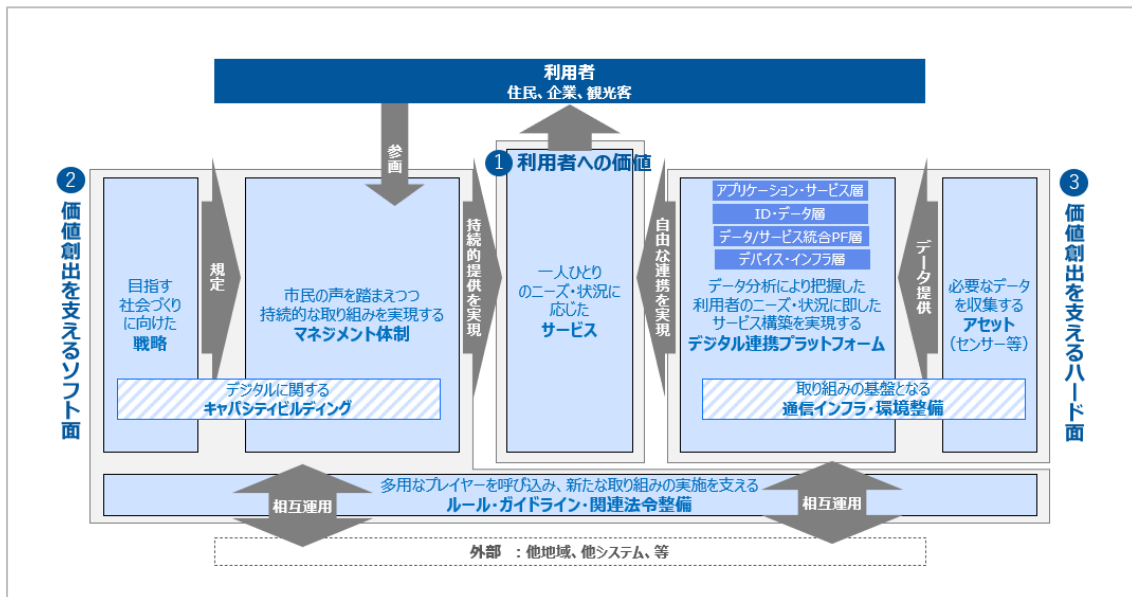 利用者
住民、企業、観光客
参画
1 利用者への価値
2
価値創出を支えるソフト面
目指す
社会づくり
に向けた
戦略
規定
市民の声を踏まえつつ
持続的な取り組みを実現する
マネジメント体制
デジタルに関する
キャパシティビルディング
持続的提供を実現
一人ひとり
のニーズ・状況に
応じた
サービス
自由な連携を実現
アプリケーション・サービス層
ID・データ層
データ/サービス統合PF層
デバイス・インフラ層
データ分析により把握した
利用者のニーズ・状況に即した
サービス構築を実現する
デジタル連携プラットフォーム
データ提供
必要なデータ
を収集する
アセット
（センサー等）
取り組みの基盤となる
通信インフラ・環境整備
3
価値創出を支えるハード面
多用なプレイヤーを呼び込み、新たな取り組みの実施を支える
ルール・ガイドライン・関連法令整備
相互運用
相互運用
外部 ：他地域、他システム、等